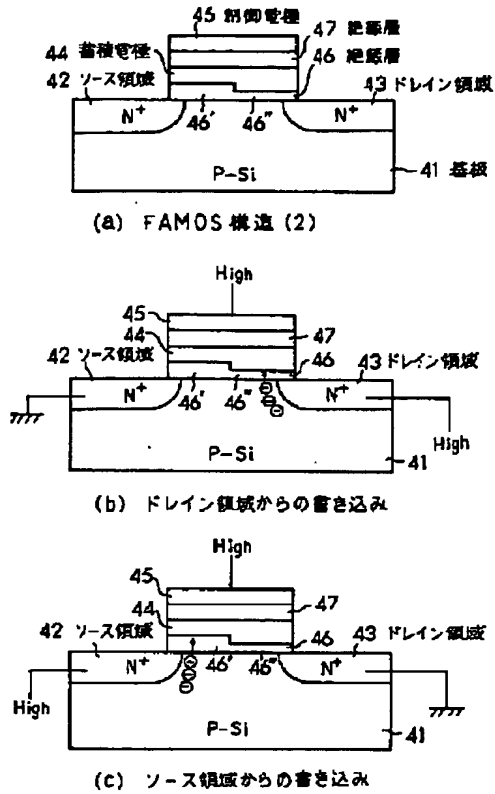 45 制御電極
47 絶縁層
44 蓄積電極
46 絶縁層
42 ソース領域
43 ドレイン領域
N+
46'
46"
N+
P-Si
41 基板
(a) FAMOS構造(2)
High
45
44
47
42 ソース領域
46
43 ドレイン領域
N+
46'
46"
N+
High
P-Si
41
(b) ドレイン領域からの書き込み
High
45
44
47
42 ソース領域
46
43 ドレイン領域
N+
46'
46"
N+
High
P-Si
41
(c) ソース領域からの書き込み